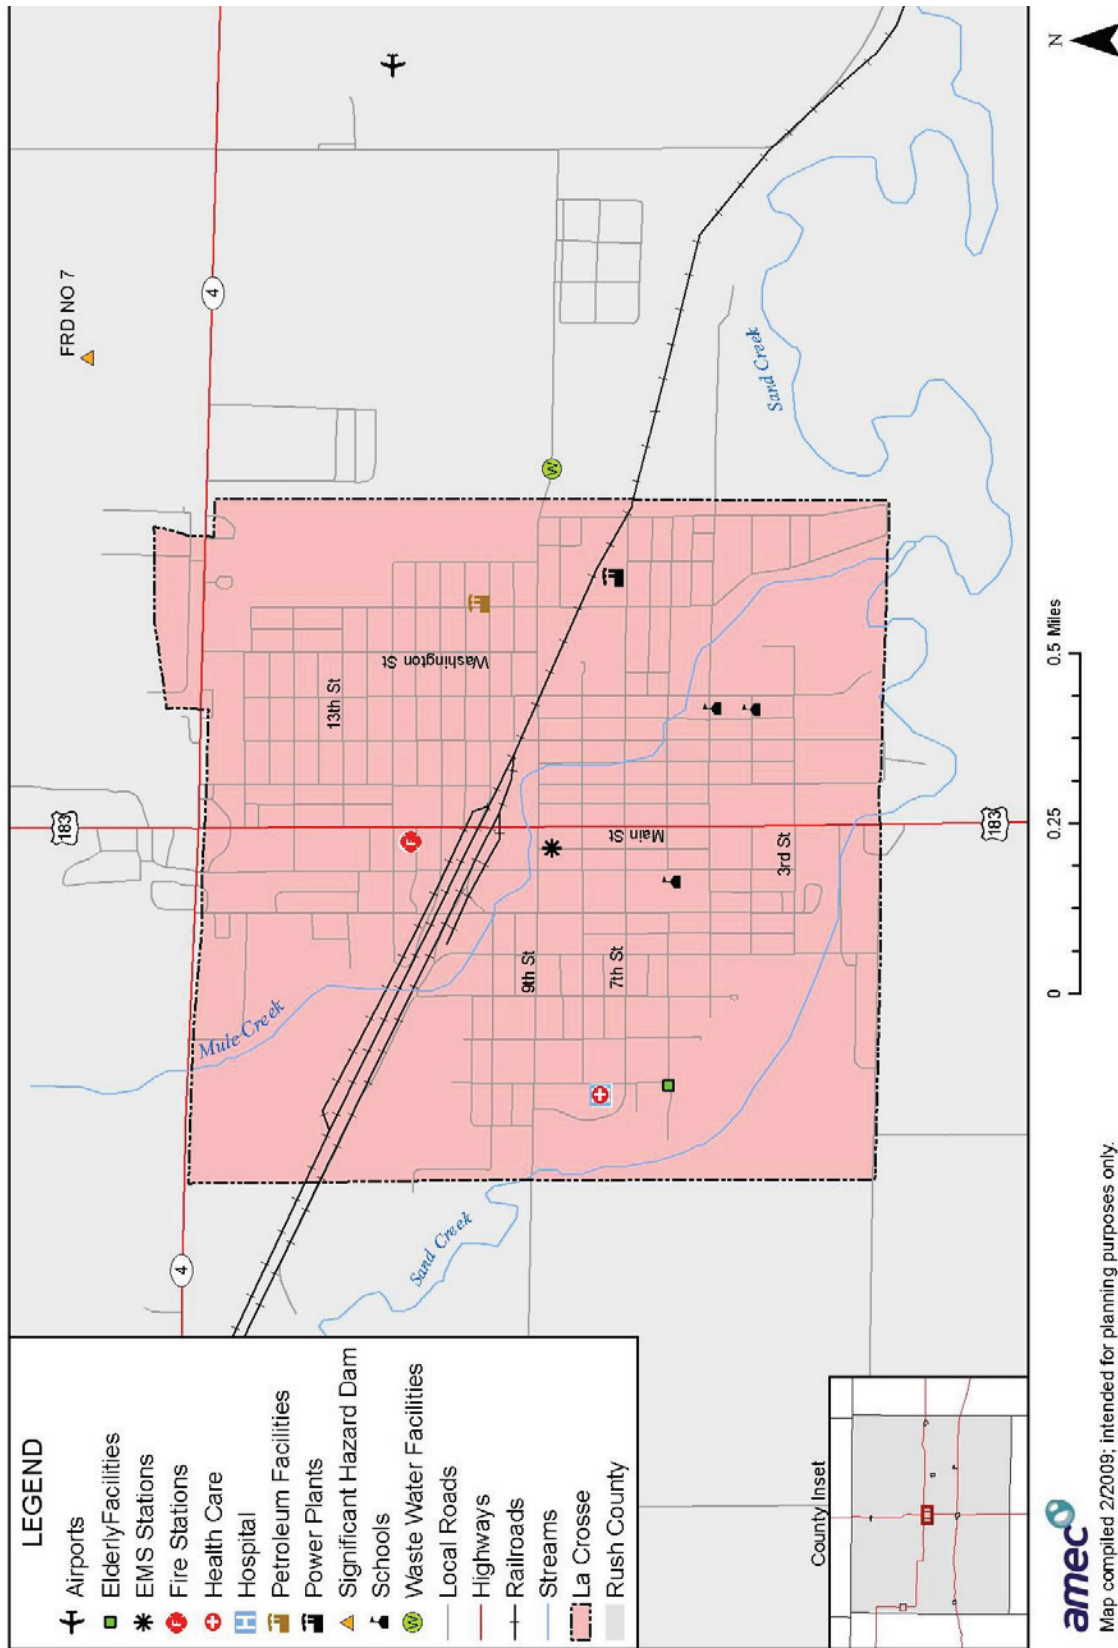 LEGEND
Airports
ElderlyFacilities
EMS Stations
Fire Stations
Health Care
Hospital
Petroleum Facilities
Power Plants
Significant Hazard Dam
Schools
Waste Water Facilities
Local Roads
Highways
Railroads
Streams
La Crosse
Rush County
F
H
W
FRD NO 7
4
4
183
183
Mule Creek
Sand Creek
Sand Creek
13th St
Washington St
F
W
9th St
7th St
Main St
3rd St
County Inset
0 0.25 0.5 Miles
N
amec
Map compiled 2/2009; intended for planning purposes only.